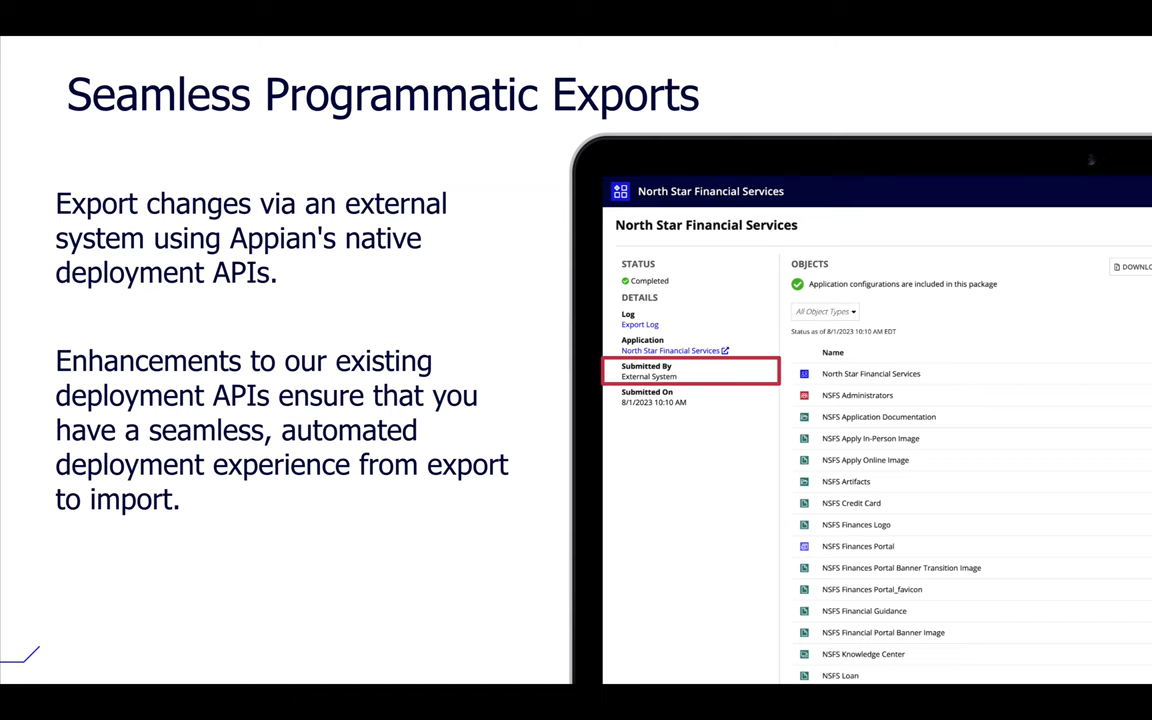 Seamless Programmatic Exports
Export changes via an external
system using Appian's native
deployment APIs.
Enhancements to our existing
deployment APIs ensure that you
have a seamless, automated
deployment experience from export
to import.
North Star Financial Services
North Star Financial Services
STATUS
Completed
DETAILS
Log
Export Log
Application
North Star Financial Services
Submitted By
External System
Submitted On
8/1/2023 10:10 AM
OBJECTS
DOWNLO
Application configurations are included in this package
All Object Types
Status as of 8/1/2023 10:10 AM EDT
Name
North Star Financial Services
NSFS Administrators
NSFS Application Documentation
NSFS Apply In-Person Image
NSFS Apply Online Image
NSFS Artifacts
NSFS Credit Card
NSFS Finances Logo
NSFS Finances Portal
NSFS Finances Portal Banner Transition Image
NSFS Finances Portal_favicon
NSFS Financial Guidance
NSFS Financial Portal Banner Image
NSFS Knowledge Center
NSFS Loan